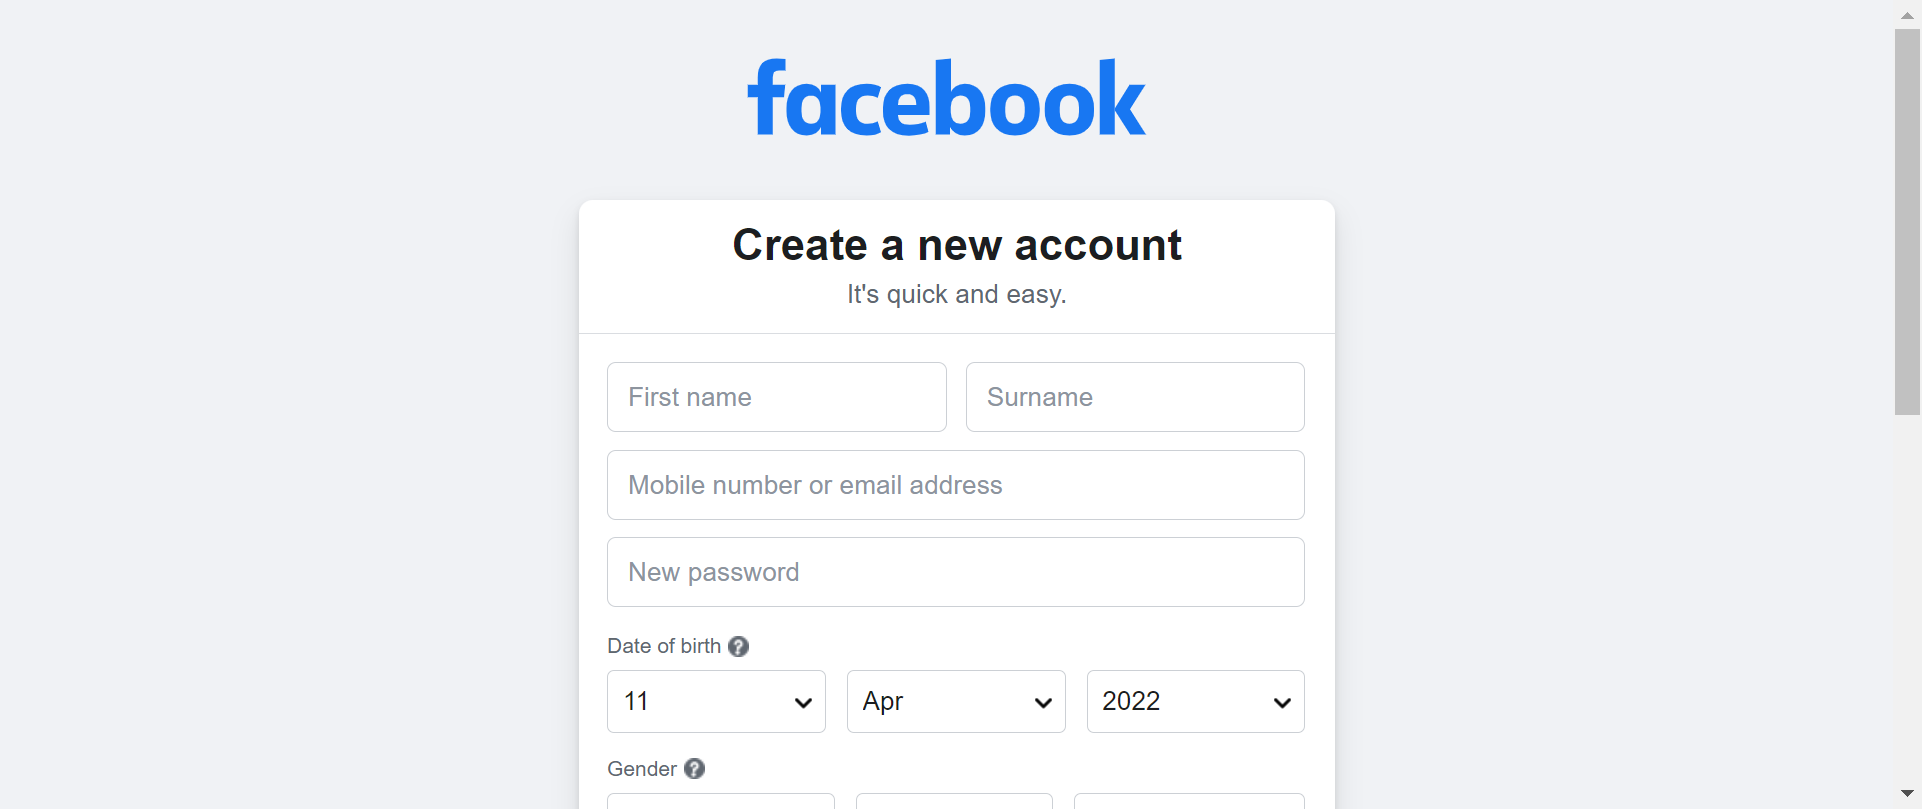 facebook
Create a new account
It's quick and easy.
First name Surname
Mobile number or email address
New password
Date of birth ?
11 Apr 2022
Gender ?